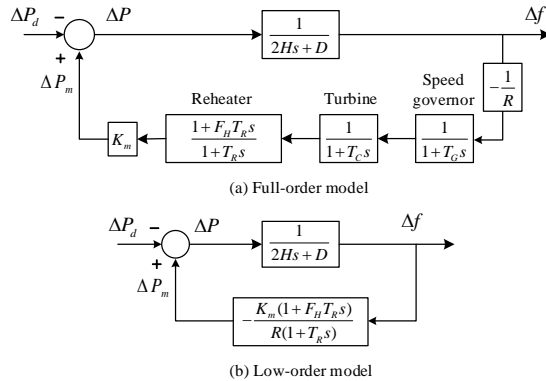 ΔP_d − ΔP 1/(2Hs + D) Δf
+
ΔP_m
−1/R
Reheater Turbine Speed governor
K_m (1 + F_H T_R s)/(1 + T_R s) 1/(1 + T_C s) 1/(1 + T_G s)
(a) Full-order model
ΔP_d − ΔP 1/(2Hs + D) Δf
+
ΔP_m
−K_m(1 + F_H T_R s)/R(1 + T_R s)
(b) Low-order model